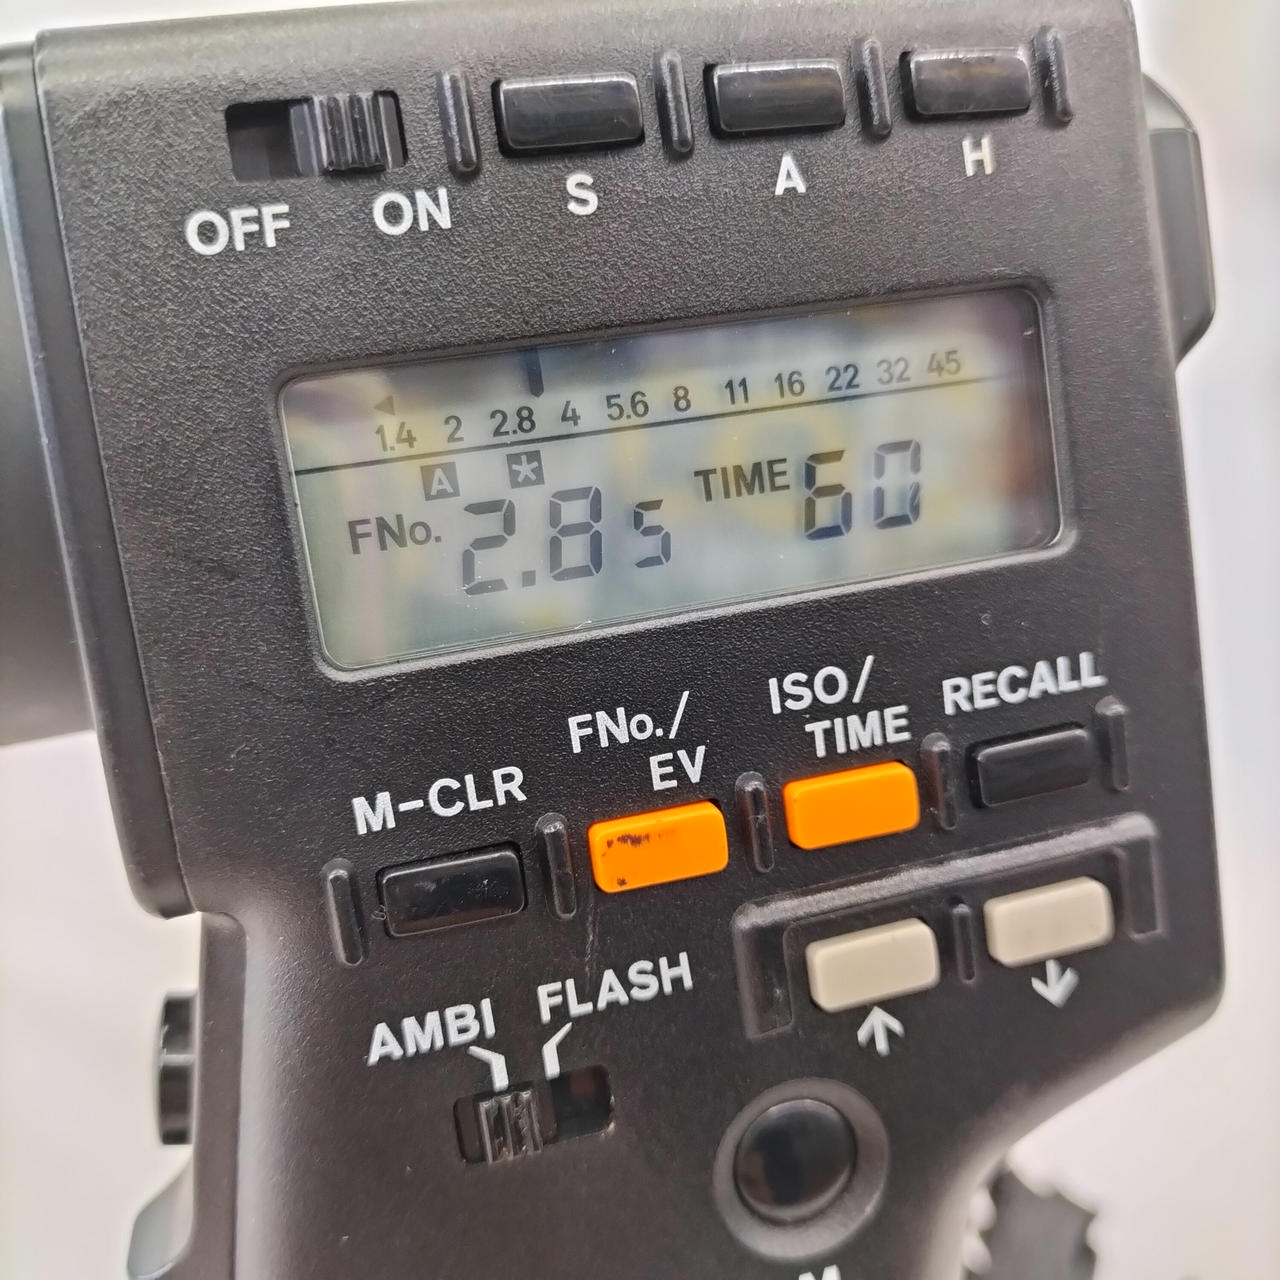 OFF ON S A H
1.4 2 2.8 4 5.6 8 11 16 22 32 45
A *
FNo. 2.8 5 TIME 60
FNo./
EV
ISO/
TIME
RECALL
M-CLR
AMBI FLASH
↑ ↓
M